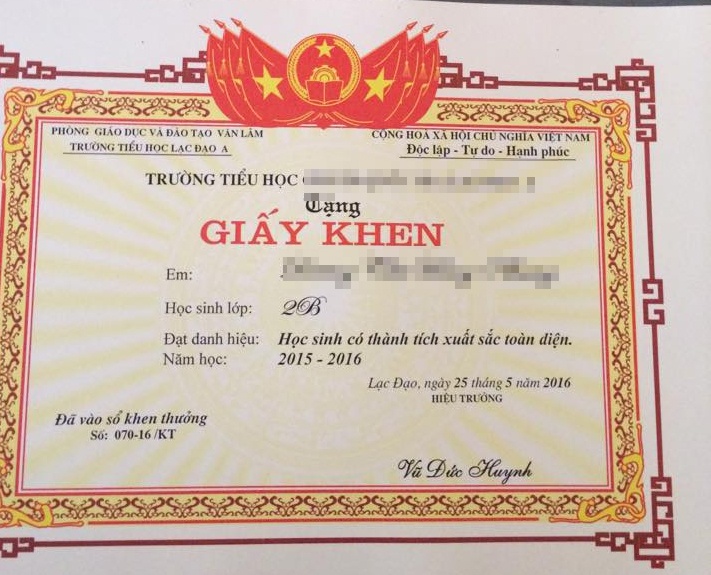 PHÒNG GIÁO DỤC VÀ ĐÀO TẠO VĂN LÂM
TRƯỜNG TIỂU HỌC LẠC ĐẠO A
CỘNG HOÀ XÃ HỘI CHỦ NGHĨA VIỆT NAM
Độc lập - Tự do - Hạnh phúc
TRƯỜNG TIỂU HỌC
Tặng
GIẤY KHEN
Em:
Học sinh lớp: 2B
Đạt danh hiệu: Học sinh có thành tích xuất sắc toàn diện.
Năm học: 2015 - 2016
Lạc Đạo, ngày 25 tháng 5 năm 2016
HIỆU TRƯỞNG
Đã vào sổ khen thưởng
Số: 070-16 /KT
Vũ Đức Huynh